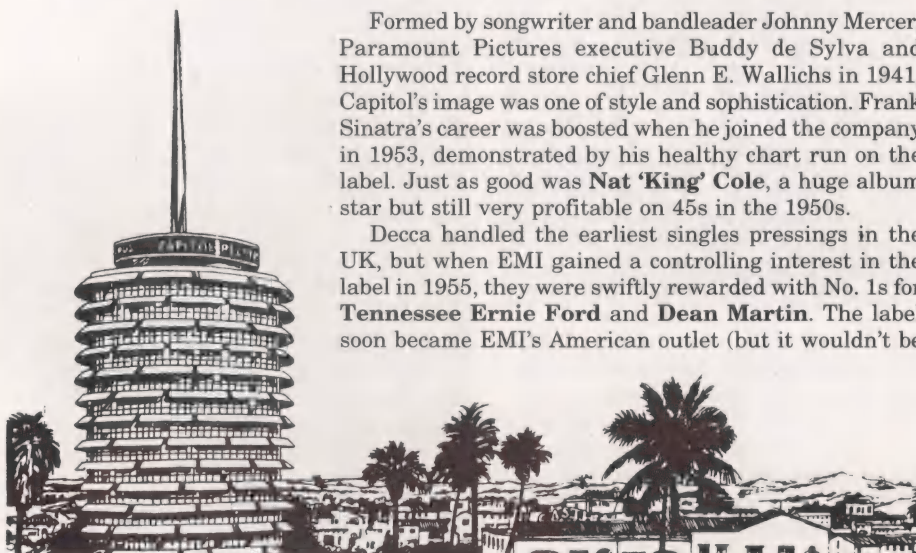 Formed by songwriter and bandleader Johnny Mercer
Paramount Pictures executive Buddy de Sylva and
Hollywood record store chief Glenn E. Wallichs in 1941
Capitol's image was one of style and sophistication. Frank
Sinatra's career was boosted when he joined the company
in 1953, demonstrated by his healthy chart run on the
label. Just as good was Nat 'King' Cole, a huge album
star but still very profitable on 45s in the 1950s.
Decca handled the earliest singles pressings in the
UK, but when EMI gained a controlling interest in the
label in 1955, they were swiftly rewarded with No. 1s for
Tennessee Ernie Ford and Dean Martin. The label
soon became EMI's American outlet (but it wouldn't be